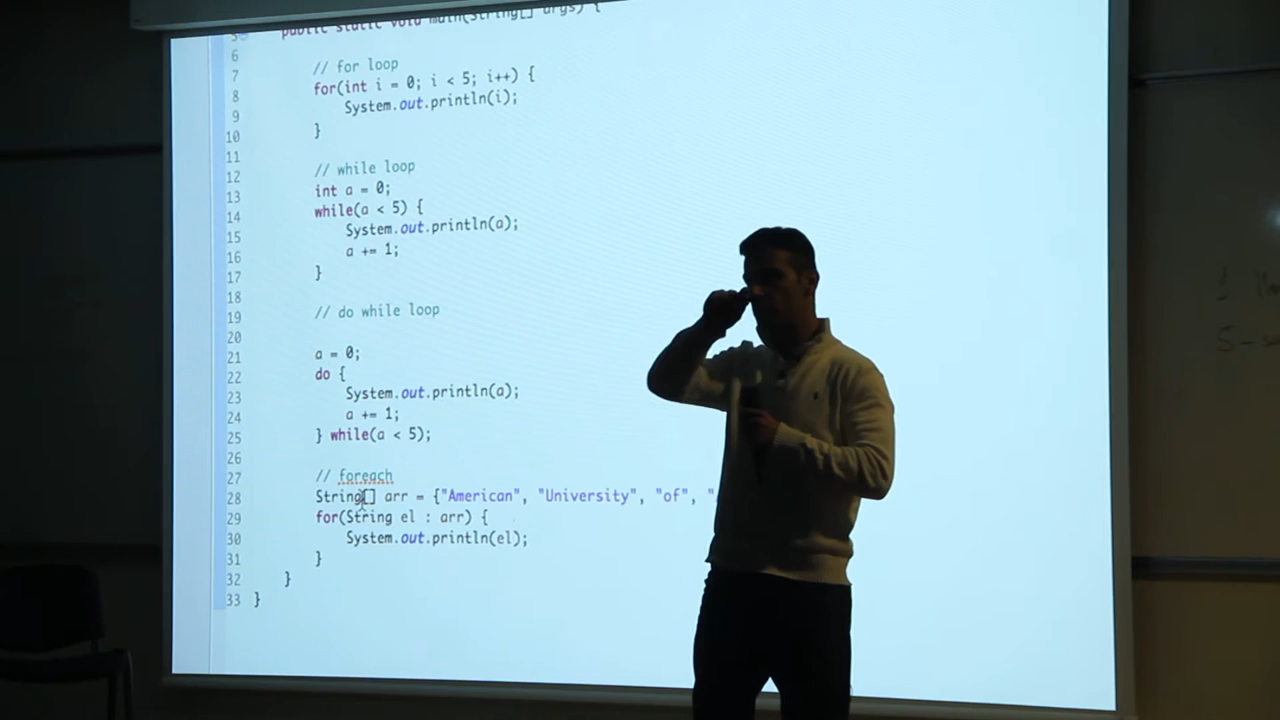 5 public static void main(String[] args) {
6
7 // for loop
8 for(int i = 0; i < 5; i++) {
9 System.out.println(i);
10 }
11
12 // while loop
13 int a = 0;
14 while(a < 5) {
15 System.out.println(a);
16 a += 1;
17 }
18
19 // do while loop
20
21 a = 0;
22 do {
23 System.out.println(a);
24 a += 1;
25 } while(a < 5);
26
27 // foreach
28 String[] arr = {"American", "University", "of", "
29 for(String el : arr) {
30 System.out.println(el);
31 }
32 }
33 }